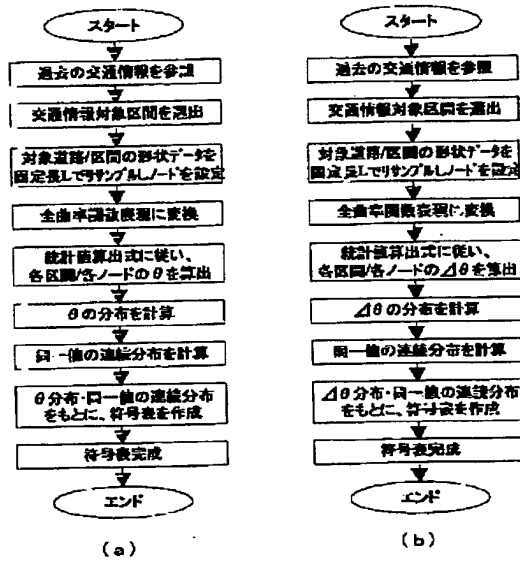 スタート
過去の交通情報を参照
交通情報対象区間を選出
対象道路/区間の形状データを
固定長しでリサンプルしノードを設定
全曲率関数表現に変換
統計値算出式に従い、
各区間/各ノードのθを算出
θの分布を計算
同一値の連続分布を計算
θ分布・同一値の連続分布
をもとに、符号表を作成
符号表完成
エンド
(a)
スタート
過去の交通情報を参照
交通情報対象区間を選出
対象道路/区間の形状データを
固定長しでリサンプルしノードを設定
全曲率関数表現に変換
統計値算出式に従い、
各区間/各ノードのΔθを算出
Δθの分布を計算
同一値の連続分布を計算
Δθ分布・同一値の連続分布
をもとに、符号表を作成
符号表完成
エンド
(b)